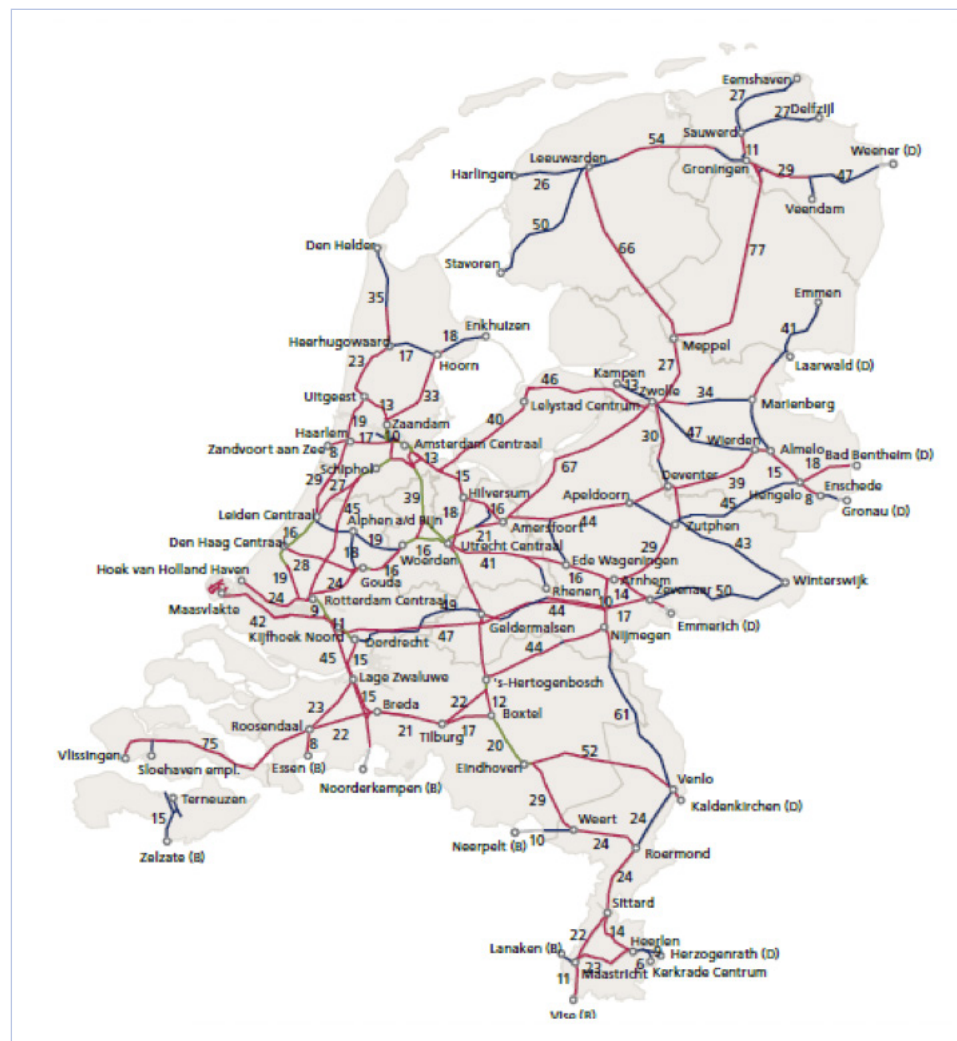 Eemshaven
27
Delfzijl
27
Sauwerd
54
11
Leeuwarden
Groningen
Weener (D)
Harlingen
26
29
47
Veendam
50
Den Helder
Stavoren
66
77
35
Emmen
Enkhuizen
18
41
Heerhugowaard
17
Hoorn
Meppel
Laarwald (D)
23
27
Kampen
13
46
Zwolle
33
34
Uitgeest
13
Lelystad Centrum
Marienberg
40
19
Zaandam
Haarlem
17
10
47
Wierden
Zandvoort aan Zee
8
Amsterdam Centraal
30
Almelo
13
Bad Bentheim (D)
Schiphol
67
15
18
29
27
15
Deventer
39
Enschede
39
Hilversum
Apeldoorn
45
Hengelo
8
Gronau (D)
Leiden Centraal
45
18
16
44
Alphen a/d Rijn
21
Amersfoort
Zutphen
16
19
Den Haag Centraal
16
Utrecht Centraal
43
Woerden
29
28
18
41
Ede Wageningen
Hoek van Holland Haven
16
Gouda
16
Arnhem
19
24
Rhenen
14
Zevenaar
50
Winterswijk
24
Maasvlakte
Rotterdam Centraal
49
44
10
9
17
42
Geldermalsen
Emmerich (D)
Kijfhoek Noord
11
Dordrecht
47
Nijmegen
44
45
15
Lage Zwaluwe
's-Hertogenbosch
15
23
Breda
22
12
61
Roosendaal
Boxtel
22
21
Tilburg
17
75
8
20
52
Vlissingen
Sloehaven empl.
Essen (B)
Eindhoven
Noorderkempen (B)
Venlo
Terneuzen
29
Kaldenkirchen (D)
15
Weert
24
Neerpelt (B)
10
24
Zelzate (B)
Roermond
24
Sittard
22
14
Lanaken (B)
Heerlen
Herzogenrath (D)
23
Maastricht
6
Kerkrade Centrum
11
Vise (B)